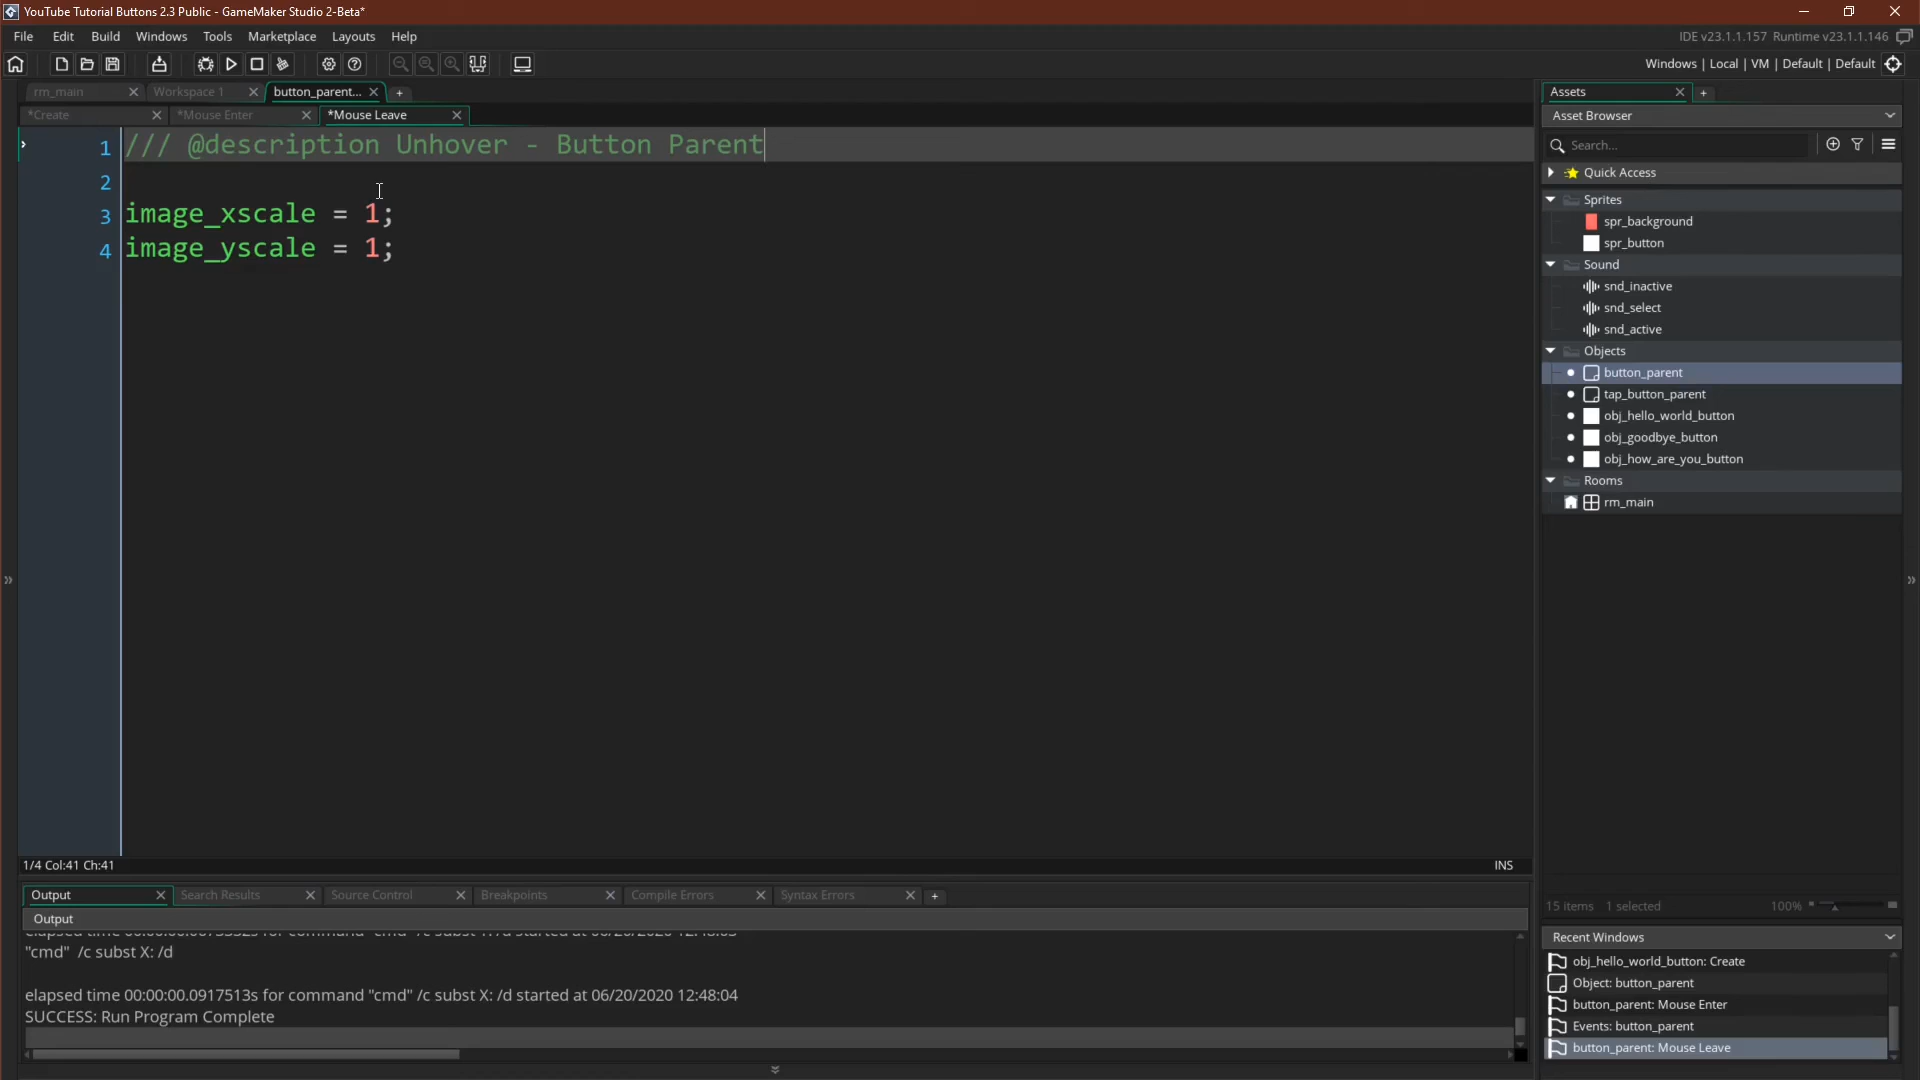 YouTube Tutorial Buttons 2.3 Public - GameMaker Studio 2-Beta*
File Edit Build Windows Tools Marketplace Layouts Help
IDE v23.1.1.157 Runtime v23.1.1.146
Windows | Local | VM | Default | Default
rm_main Workspace 1 button_parent...
*Create *Mouse Enter *Mouse Leave
1 /// @description Unhover - Button Parent
2
3 image_xscale = 1;
4 image_yscale = 1;
1/4 Col:41 Ch:41 INS
Output Search Results Source Control Breakpoints Compile Errors Syntax Errors
Output
"cmd" /c subst X: /d
elapsed time 00:00:00.0917513s for command "cmd" /c subst X: /d started at 06/20/2020 12:48:04
SUCCESS: Run Program Complete
Assets
Asset Browser
Search...
Quick Access
Sprites
spr_background
spr_button
Sound
snd_inactive
snd_select
snd_active
Objects
button_parent
tap_button_parent
obj_hello_world_button
obj_goodbye_button
obj_how_are_you_button
Rooms
rm_main
15 items 1 selected 100%
Recent Windows
obj_hello_world_button: Create
Object: button_parent
button_parent: Mouse Enter
Events: button_parent
button_parent: Mouse Leave